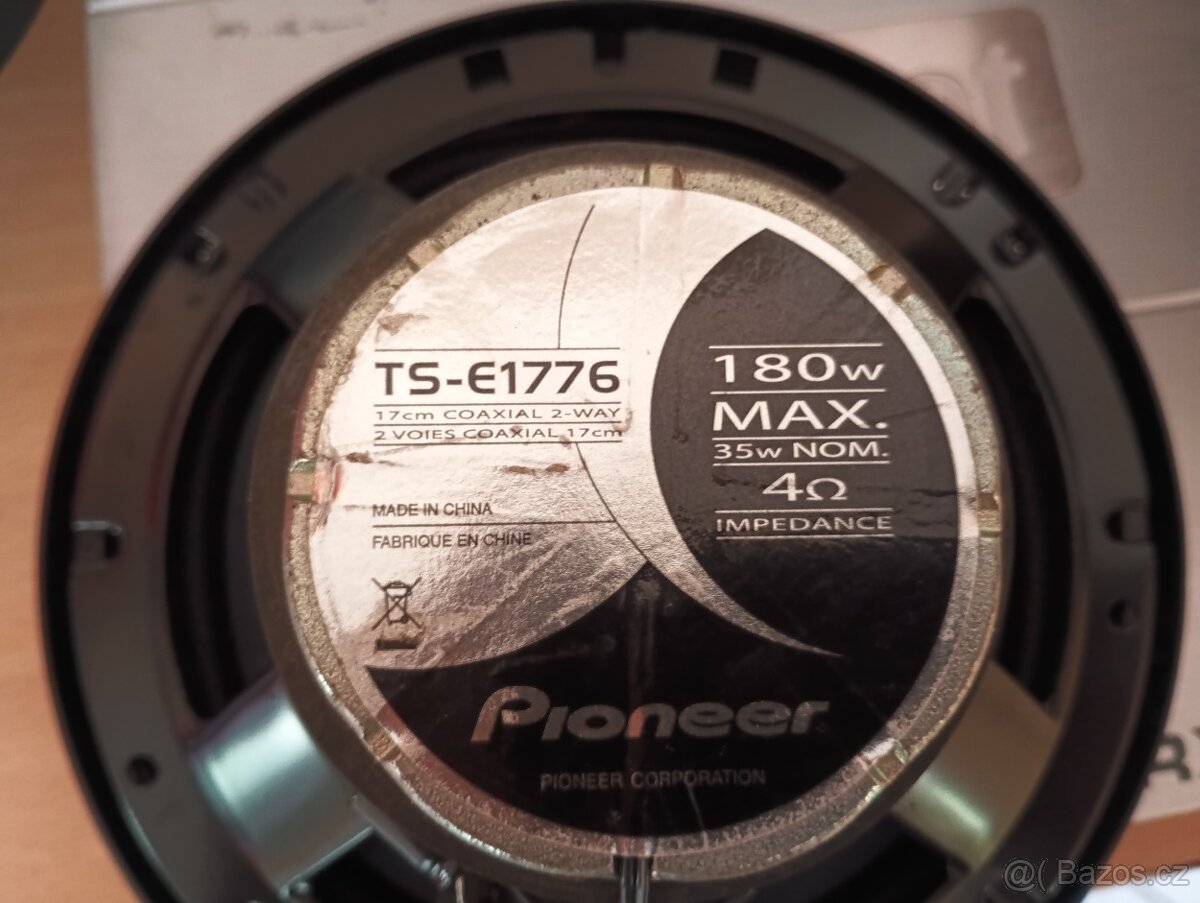 TS-E1776
17cm COAXIAL 2-WAY
2 VOIES COAXIAL 17cm
MADE IN CHINA
FABRIQUE EN CHINE
180w
MAX.
35w NOM.
4Ω
IMPEDANCE
Pioneer
PIONEER CORPORATION
@( Bazos.cz